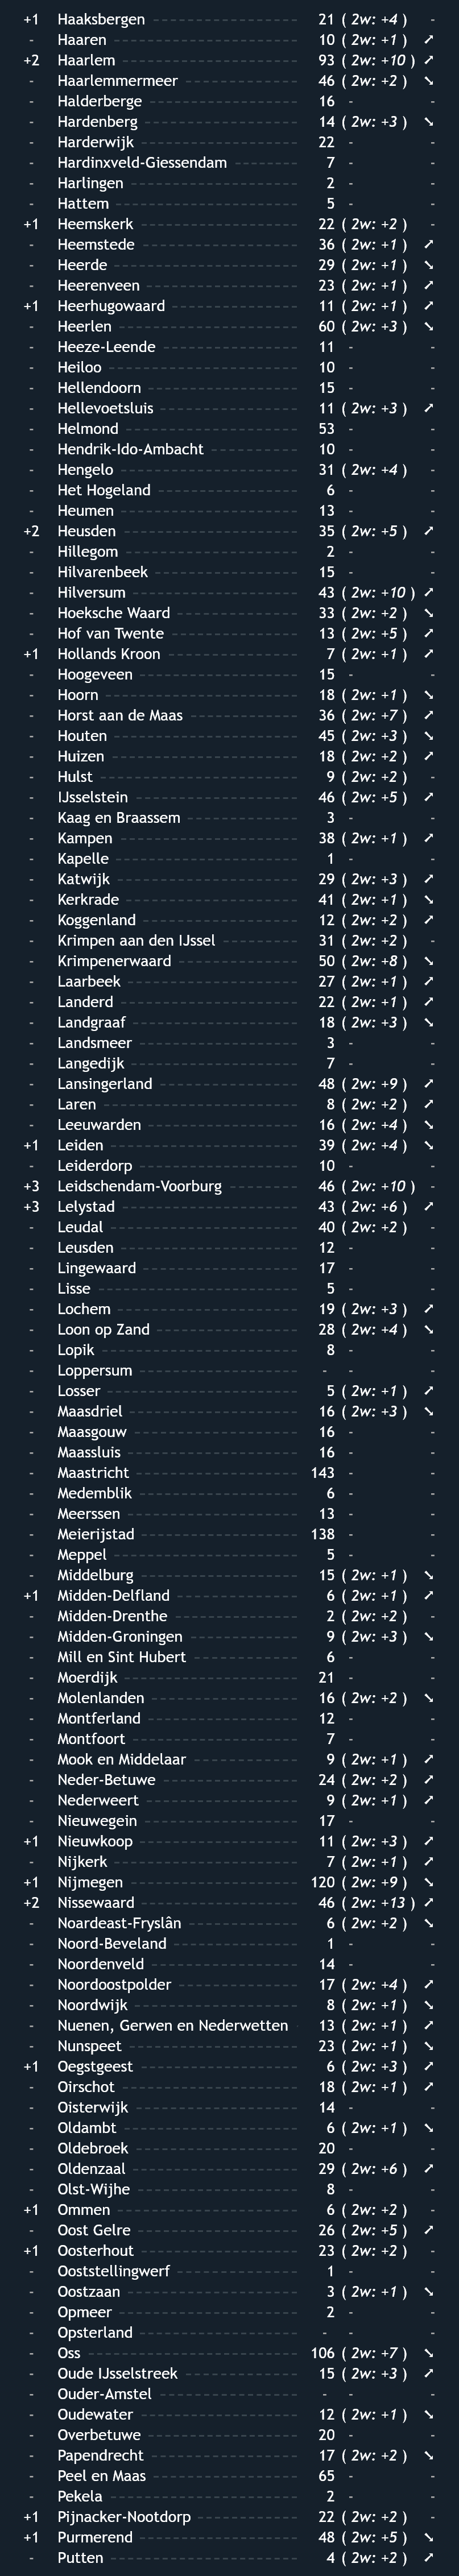 +1 Haaksbergen 21 ( 2w: +4 ) -
- Haaren 10 ( 2w: +1 ) ➚
+2 Haarlem 93 ( 2w: +10 ) ➚
- Haarlemmermeer 46 ( 2w: +2 ) ➘
- Halderberge 16 - -
- Hardenberg 14 ( 2w: +3 ) ➘
- Harderwijk 22 - -
- Hardinxveld-Giessendam 7 - -
- Harlingen 2 - -
- Hattem 5 - -
+1 Heemskerk 22 ( 2w: +2 ) -
- Heemstede 36 ( 2w: +1 ) ➚
- Heerde 29 ( 2w: +1 ) ➘
- Heerenveen 23 ( 2w: +1 ) ➚
+1 Heerhugowaard 11 ( 2w: +1 ) ➚
- Heerlen 60 ( 2w: +3 ) ➘
- Heeze-Leende 11 - -
- Heiloo 10 - -
- Hellendoorn 15 - -
- Hellevoetsluis 11 ( 2w: +3 ) ➚
- Helmond 53 - -
- Hendrik-Ido-Ambacht 10 - -
- Hengelo 31 ( 2w: +4 ) -
- Het Hogeland 6 - -
- Heumen 13 - -
+2 Heusden 35 ( 2w: +5 ) ➚
- Hillegom 2 - -
- Hilvarenbeek 15 - -
- Hilversum 43 ( 2w: +10 ) ➚
- Hoeksche Waard 33 ( 2w: +2 ) ➘
- Hof van Twente 13 ( 2w: +5 ) ➚
+1 Hollands Kroon 7 ( 2w: +1 ) ➚
- Hoogeveen 15 - -
- Hoorn 18 ( 2w: +1 ) ➘
- Horst aan de Maas 36 ( 2w: +7 ) ➚
- Houten 45 ( 2w: +3 ) ➘
- Huizen 18 ( 2w: +2 ) ➚
- Hulst 9 ( 2w: +2 ) -
- IJsselstein 46 ( 2w: +5 ) ➚
- Kaag en Braassem 3 - -
- Kampen 38 ( 2w: +1 ) ➚
- Kapelle 1 - -
- Katwijk 29 ( 2w: +3 ) ➚
- Kerkrade 41 ( 2w: +1 ) ➘
- Koggenland 12 ( 2w: +2 ) ➚
- Krimpen aan den IJssel 31 ( 2w: +2 ) -
- Krimpenerwaard 50 ( 2w: +8 ) ➘
- Laarbeek 27 ( 2w: +1 ) ➚
- Landerd 22 ( 2w: +1 ) ➚
- Landgraaf 18 ( 2w: +3 ) ➘
- Landsmeer 3 - -
- Langedijk 7 - -
- Lansingerland 48 ( 2w: +9 ) ➚
- Laren 8 ( 2w: +2 ) ➚
- Leeuwarden 16 ( 2w: +4 ) ➘
+1 Leiden 39 ( 2w: +4 ) ➘
- Leiderdorp 10 - -
+3 Leidschendam-Voorburg 46 ( 2w: +10 ) -
+3 Lelystad 43 ( 2w: +6 ) ➚
- Leudal 40 ( 2w: +2 ) -
- Leusden 12 - -
- Lingewaard 17 - -
- Lisse 5 - -
- Lochem 19 ( 2w: +3 ) ➚
- Loon op Zand 28 ( 2w: +4 ) ➘
- Lopik 8 - -
- Loppersum - - -
- Losser 5 ( 2w: +1 ) ➚
- Maasdriel 16 ( 2w: +3 ) ➘
- Maasgouw 16 - -
- Maassluis 16 - -
- Maastricht 143 - -
- Medemblik 6 - -
- Meerssen 13 - -
- Meierijstad 138 - -
- Meppel 5 - -
- Middelburg 15 ( 2w: +1 ) ➘
+1 Midden-Delfland 6 ( 2w: +1 ) ➚
- Midden-Drenthe 2 ( 2w: +2 ) -
- Midden-Groningen 9 ( 2w: +3 ) ➘
- Mill en Sint Hubert 6 - -
- Moerdijk 21 - -
- Molenlanden 16 ( 2w: +2 ) ➘
- Montferland 12 - -
- Montfoort 7 - -
- Mook en Middelaar 9 ( 2w: +1 ) ➚
- Neder-Betuwe 24 ( 2w: +2 ) ➚
- Nederweert 9 ( 2w: +1 ) ➚
- Nieuwegein 17 - -
+1 Nieuwkoop 11 ( 2w: +3 ) ➚
- Nijkerk 7 ( 2w: +1 ) ➚
+1 Nijmegen 120 ( 2w: +9 ) ➘
+2 Nissewaard 46 ( 2w: +13 ) ➚
- Noardeast-Fryslân 6 ( 2w: +2 ) ➘
- Noord-Beveland 1 - -
- Noordenveld 14 - -
- Noordoostpolder 17 ( 2w: +4 ) ➚
- Noordwijk 8 ( 2w: +1 ) ➘
- Nuenen, Gerwen en Nederwetten 13 ( 2w: +1 ) ➚
- Nunspeet 23 ( 2w: +1 ) ➘
+1 Oegstgeest 6 ( 2w: +3 ) ➚
- Oirschot 18 ( 2w: +1 ) ➚
- Oisterwijk 14 - -
- Oldambt 6 ( 2w: +1 ) ➘
- Oldebroek 20 - -
- Oldenzaal 29 ( 2w: +6 ) ➚
- Olst-Wijhe 8 - -
+1 Ommen 6 ( 2w: +2 ) -
- Oost Gelre 26 ( 2w: +5 ) ➚
+1 Oosterhout 23 ( 2w: +2 ) -
- Ooststellingwerf 1 - -
- Oostzaan 3 ( 2w: +1 ) ➘
- Opmeer 2 - -
- Opsterland - - -
- Oss 106 ( 2w: +7 ) ➘
- Oude IJsselstreek 15 ( 2w: +3 ) ➚
- Ouder-Amstel - - -
- Oudewater 12 ( 2w: +1 ) ➘
- Overbetuwe 20 - -
- Papendrecht 17 ( 2w: +2 ) ➘
- Peel en Maas 65 - -
- Pekela 2 - -
+1 Pijnacker-Nootdorp 22 ( 2w: +2 ) -
+1 Purmerend 48 ( 2w: +5 ) ➘
- Putten 4 ( 2w: +2 ) ➚